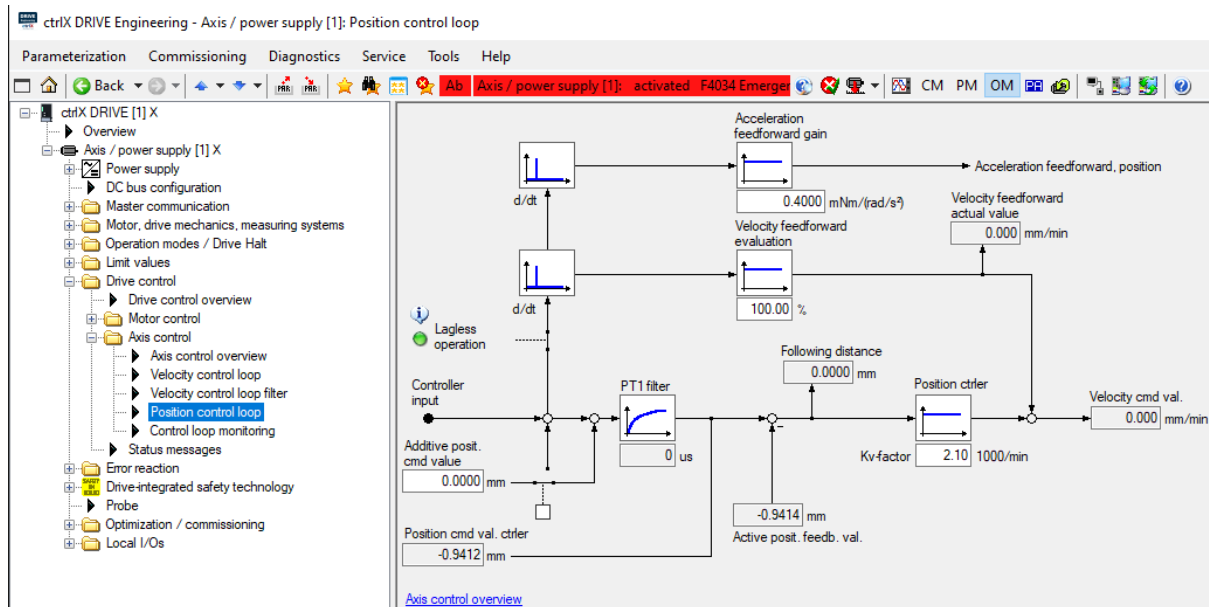 ctrlX DRIVE Engineering - Axis / power supply [1]: Position control loop
Parameterization Commissioning Diagnostics Service Tools Help
Back Ab Axis / power supply [1]: activated F4034 Emerger CM PM OM
ctrlX DRIVE [1] X
Overview
Axis / power supply [1] X
Power supply
DC bus configuration
Master communication
Motor, drive mechanics, measuring systems
Operation modes / Drive Halt
Limit values
Drive control
Drive control overview
Motor control
Axis control
Axis control overview
Velocity control loop
Velocity control loop filter
Position control loop
Control loop monitoring
Status messages
Error reaction
Drive-integrated safety technology
Probe
Optimization / commissioning
Local I/Os
Acceleration
feedforward gain
d/dt
0.4000 mNm/(rad/s²)
Acceleration feedforward, position
Velocity feedforward
actual value
0.000 mm/min
Velocity feedforward
evaluation
d/dt
100.00 %
Lagless
operation
Following distance
0.0000 mm
Controller
input
PT1 filter
0 us
Position ctrler
Kv-factor 2.10 1000/min
Velocity cmd val.
0.000 mm/min
Additive posit.
cmd value
0.0000 mm
-0.9414 mm
Active posit. feedb. val.
Position cmd val. ctrler
-0.9412 mm
Axis control overview